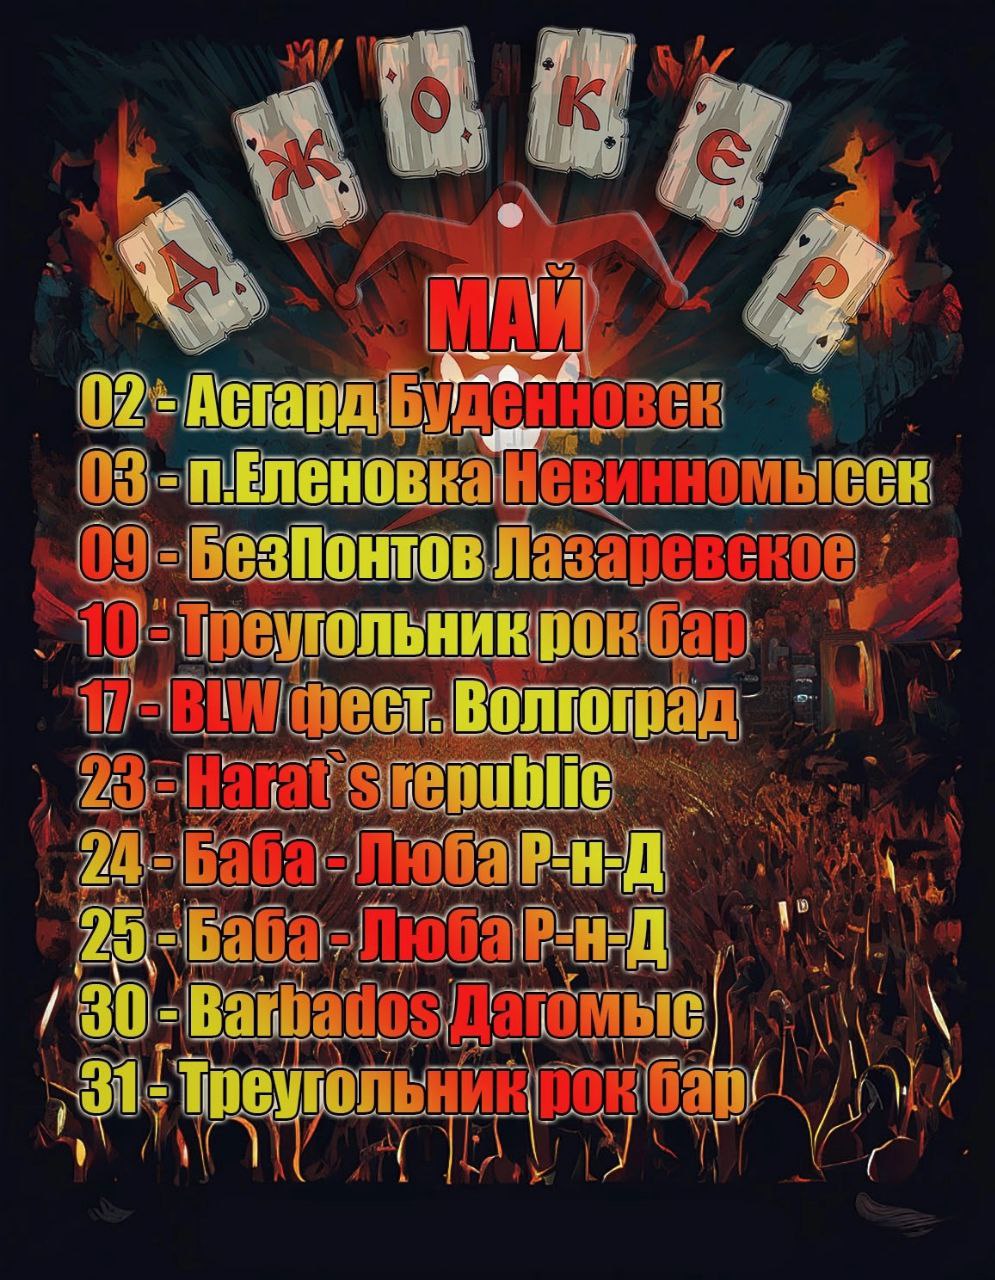 ДЖОКЕР
МАЙ
02 - Асгард Буденновск
03 - п.Еленовка Невинномысск
09 - БезПонтов Лазаревское
10 - Треугольник рок бар
17 - BLW фест. Волгоград
23 - Harat`s republic
24 - Баба - Люба Р-н-Д
25 - Баба - Люба Р-н-Д
30 - Barbados Дагомыс
31 - Треугольник рок бар